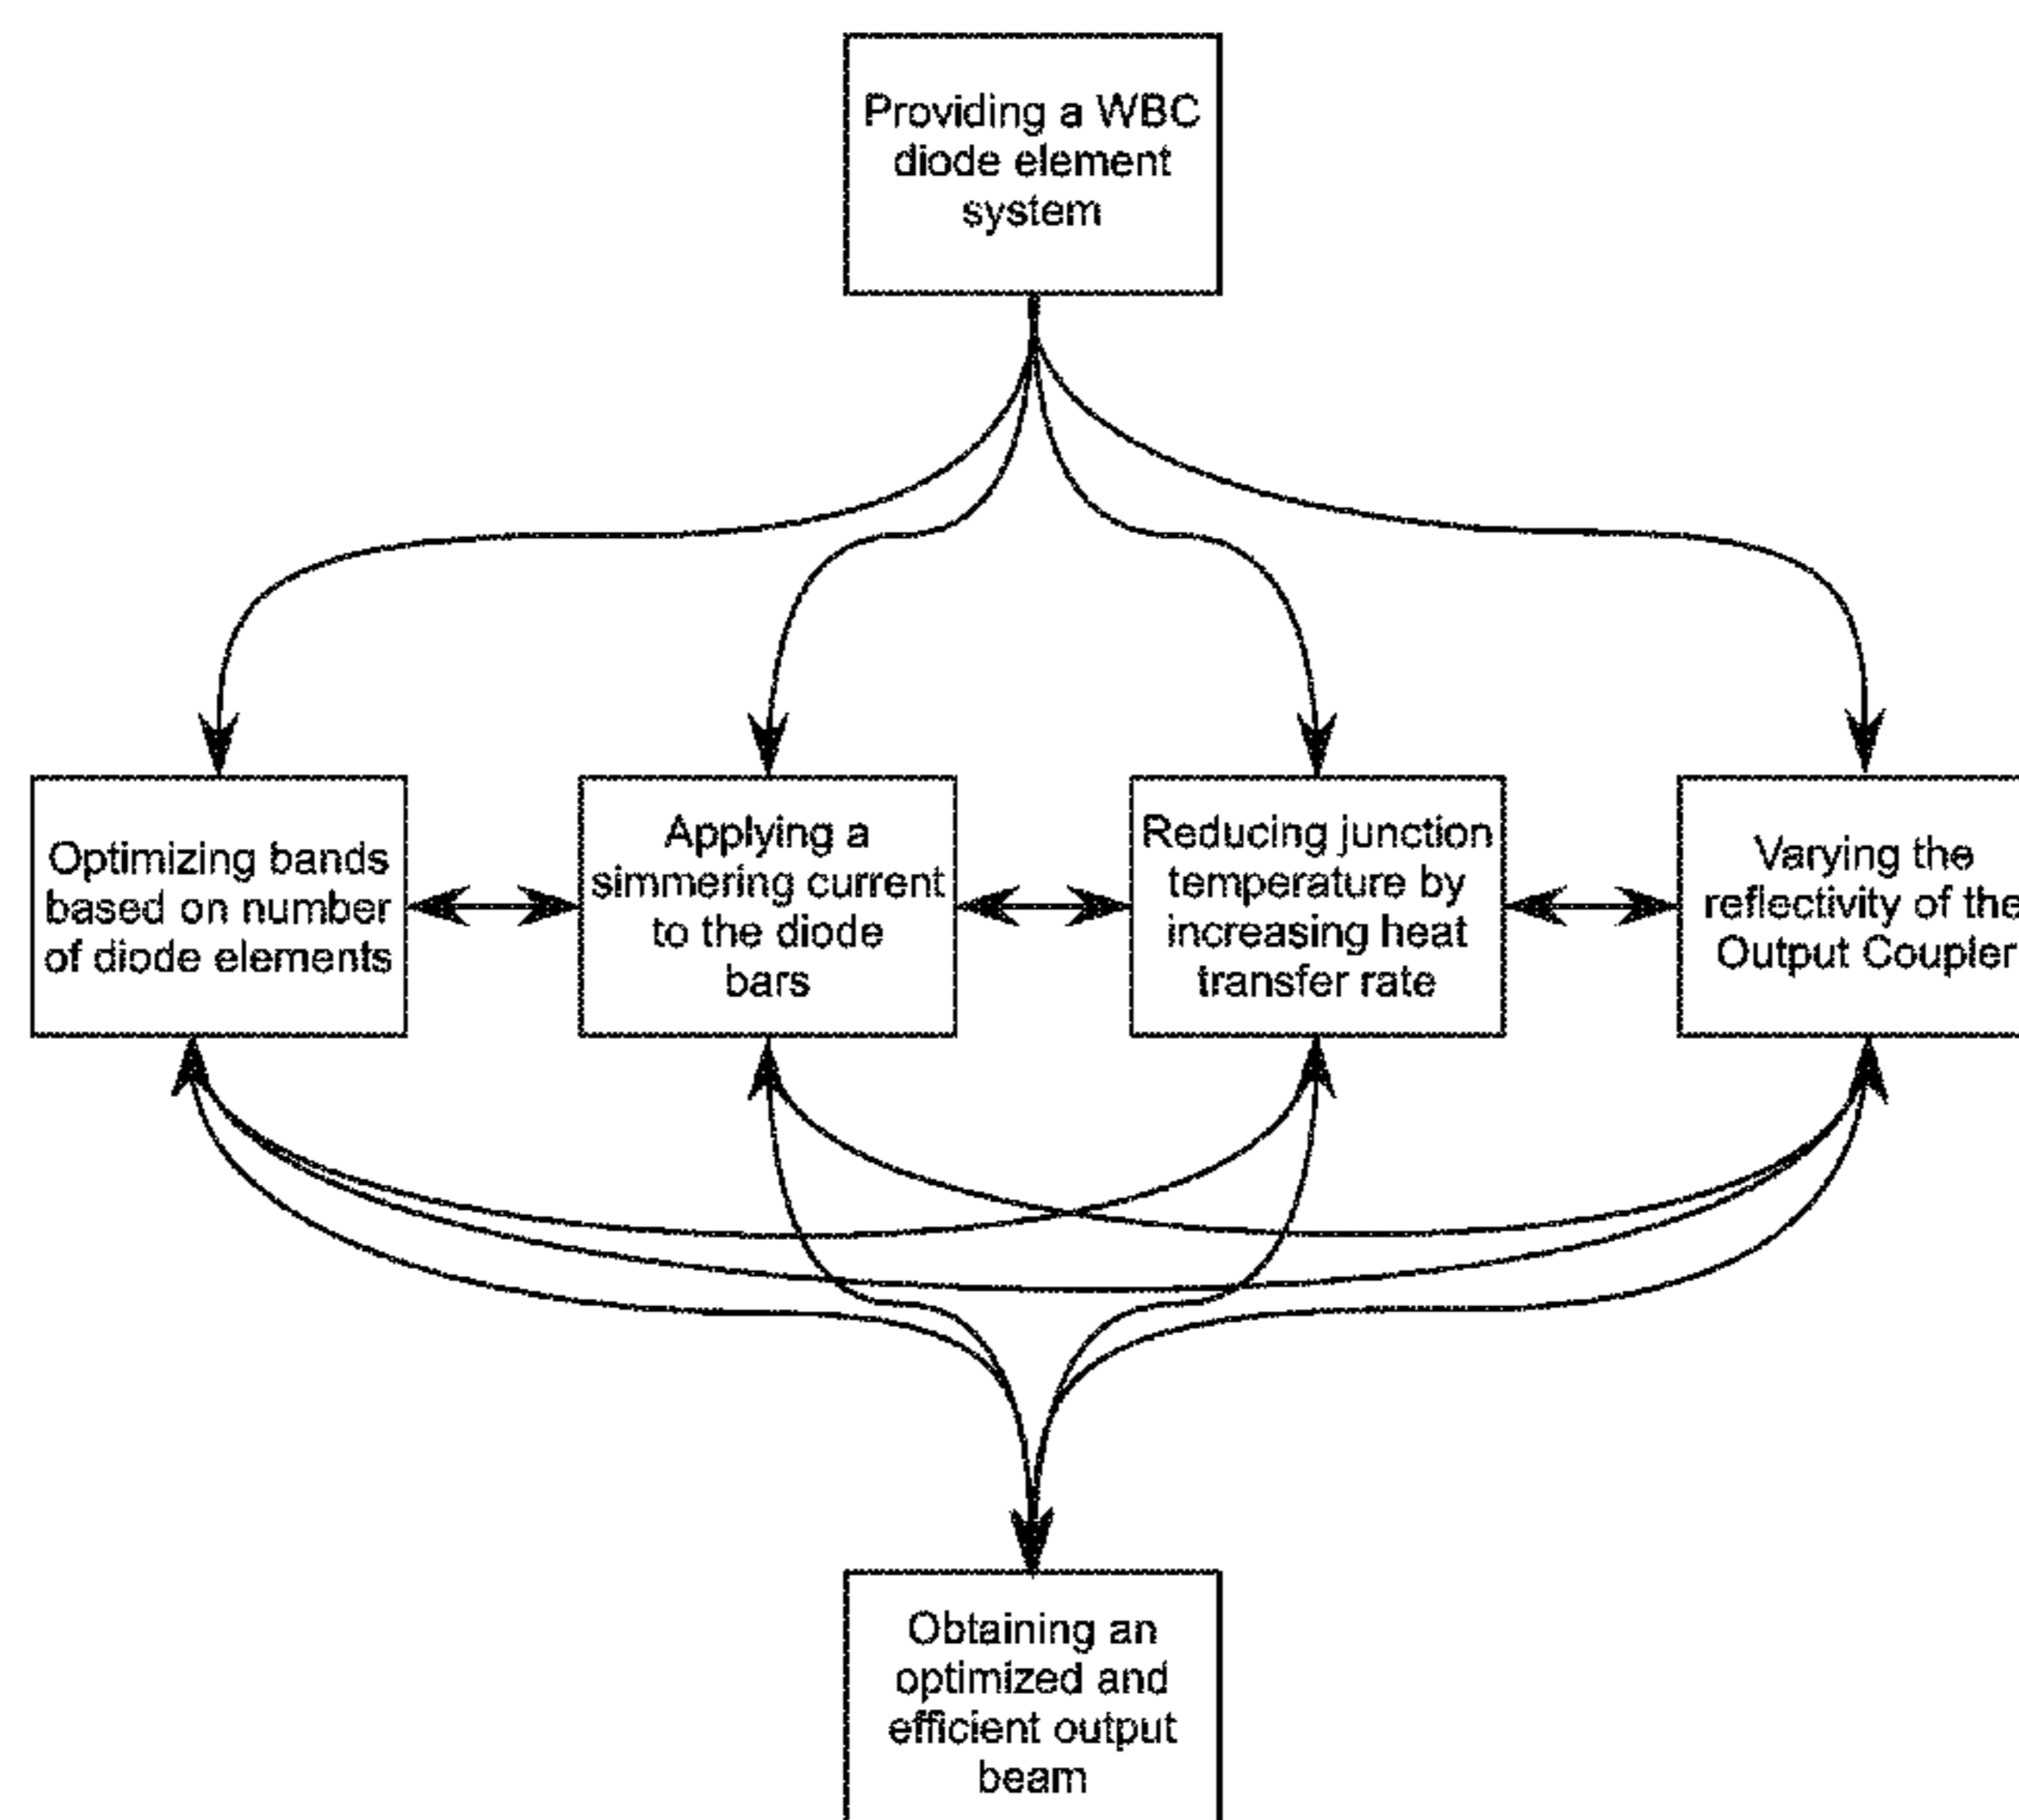 Providing a WBC
diode element
system
Optimizing bands
based on number
of diode elements
Applying a
simmering current
to the diode
bars
Reducing junction
temperature by
increasing heat
transfer rate
Varying the
reflectivity of the
Output Coupler
Obtaining an
optimized and
efficient output
beam